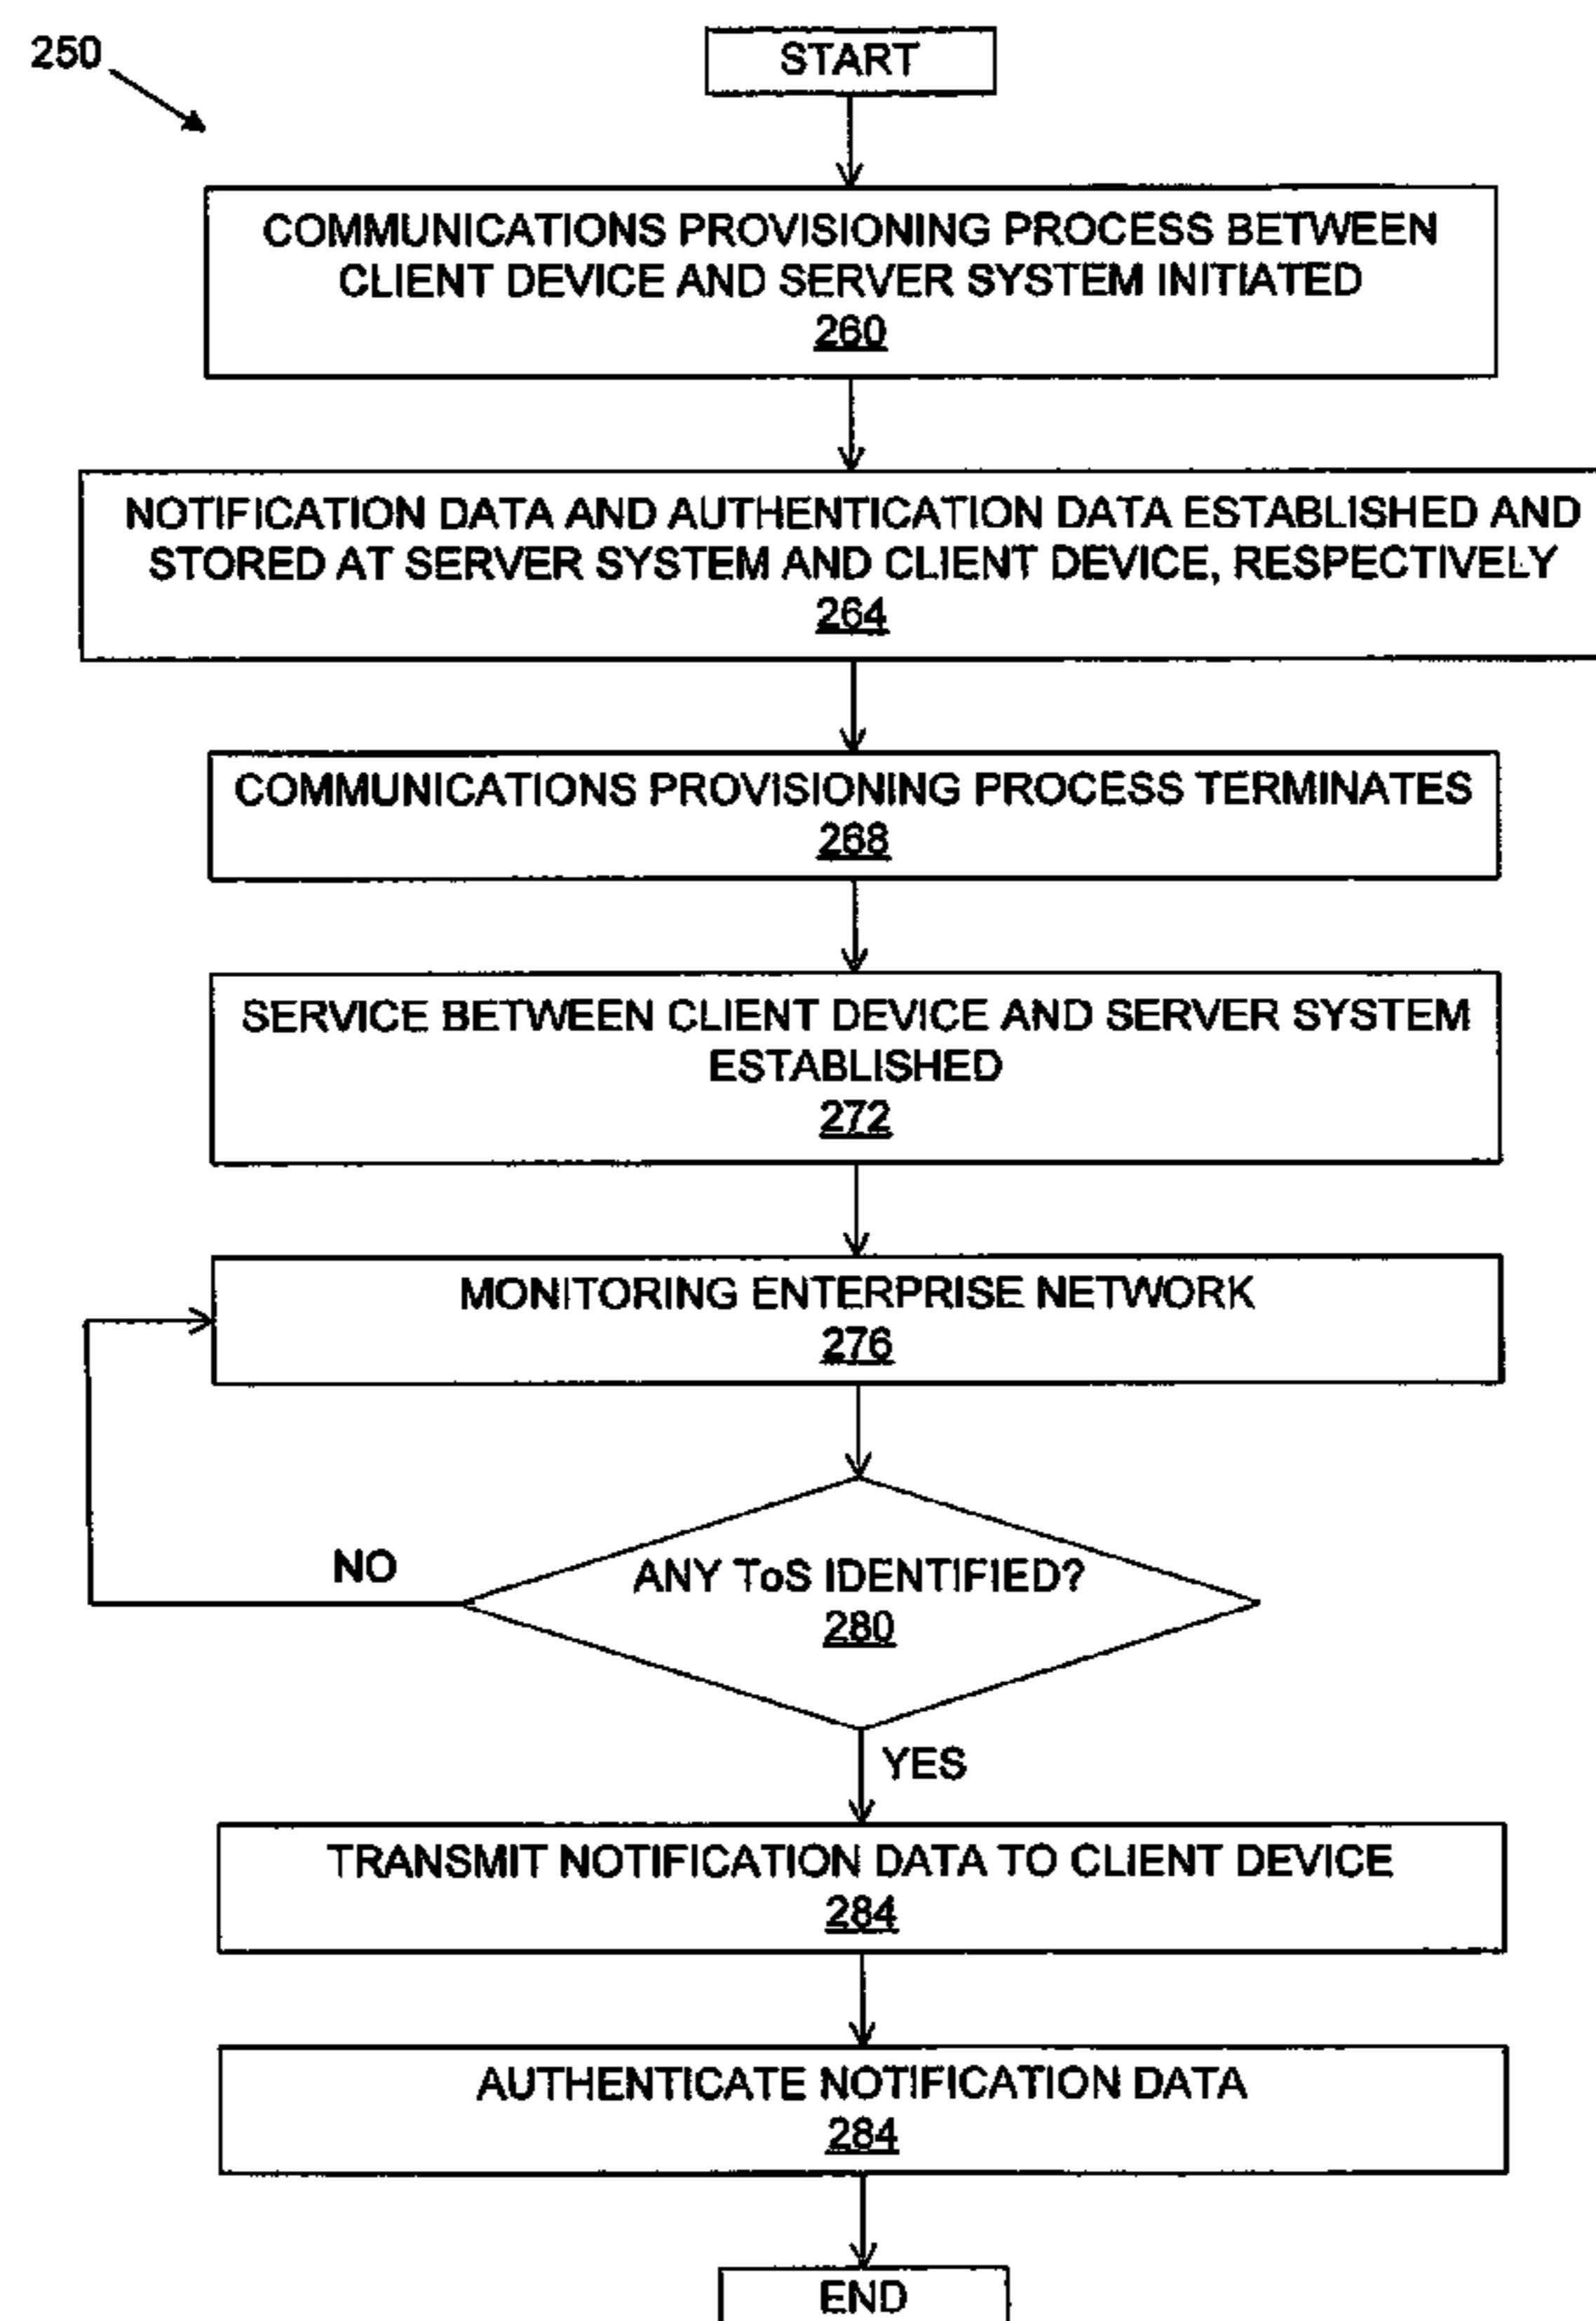 250
START
COMMUNICATIONS PROVISIONING PROCESS BETWEEN
CLIENT DEVICE AND SERVER SYSTEM INITIATED
260
NOTIFICATION DATA AND AUTHENTICATION DATA ESTABLISHED AND
STORED AT SERVER SYSTEM AND CLIENT DEVICE, RESPECTIVELY
264
COMMUNICATIONS PROVISIONING PROCESS TERMINATES
268
SERVICE BETWEEN CLIENT DEVICE AND SERVER SYSTEM
ESTABLISHED
272
MONITORING ENTERPRISE NETWORK
276
NO
ANY ToS IDENTIFIED?
280
YES
TRANSMIT NOTIFICATION DATA TO CLIENT DEVICE
284
AUTHENTICATE NOTIFICATION DATA
284
END